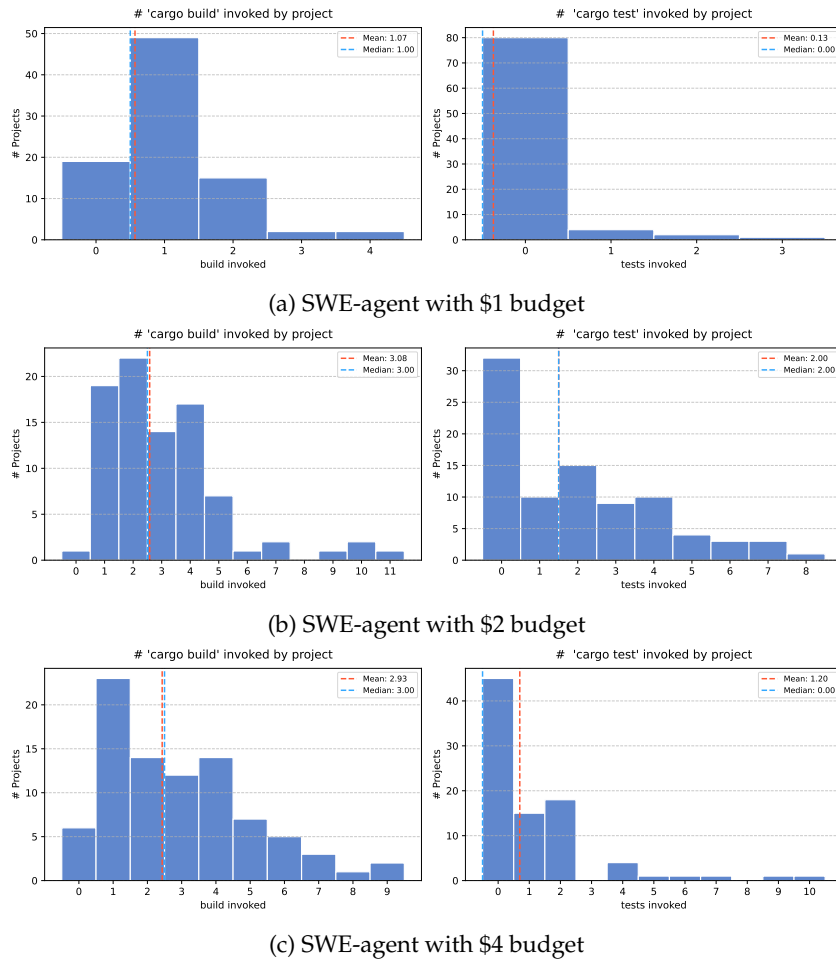 # 'cargo build' invoked by project
# Projects
50
40
30
20
10
0
Mean: 1.07
Median: 1.00
0 1 2 3 4
build invoked
# 'cargo test' invoked by project
# Projects
80
70
60
50
40
30
20
10
0
Mean: 0.13
Median: 0.00
0 1 2 3
tests invoked
(a) SWE-agent with $1 budget
# 'cargo build' invoked by project
# Projects
20
15
10
5
0
Mean: 3.08
Median: 3.00
0 1 2 3 4 5 6 7 8 9 10 11
build invoked
# 'cargo test' invoked by project
# Projects
30
25
20
15
10
5
0
Mean: 2.00
Median: 2.00
0 1 2 3 4 5 6 7 8
tests invoked
(b) SWE-agent with $2 budget
# 'cargo build' invoked by project
# Projects
20
15
10
5
0
Mean: 2.93
Median: 3.00
0 1 2 3 4 5 6 7 8 9
build invoked
# 'cargo test' invoked by project
# Projects
40
30
20
10
0
Mean: 1.20
Median: 0.00
0 1 2 3 4 5 6 7 8 9 10
tests invoked
(c) SWE-agent with $4 budget